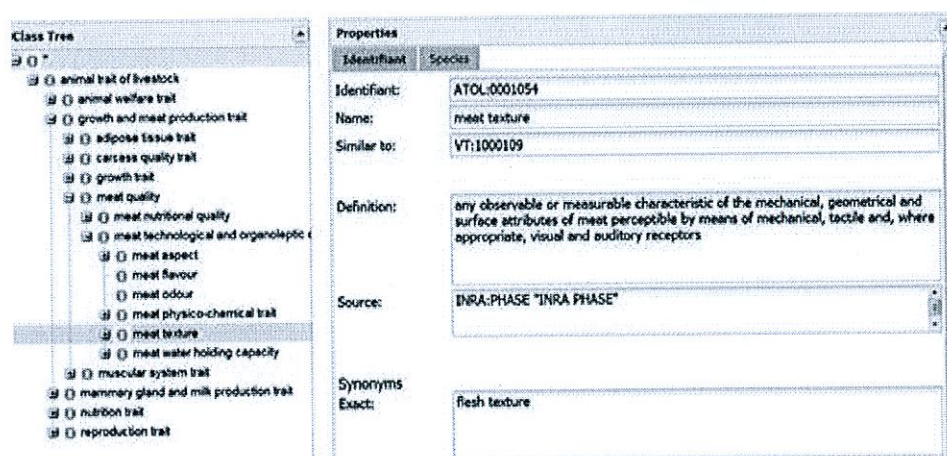 Class Tree
*
animal trait of livestock
animal welfare trait
growth and meat production trait
adipose tissue trait
carcass quality trait
growth trait
meat quality
meat nutritional quality
meat technological and organoleptic
meat aspect
meat flavour
meat odour
meat physico-chemical trait
meat texture
meat water holding capacity
muscular system trait
mammary gland and milk production trait
nutrition trait
reproduction trait
Properties
Identifiant Species
Identifiant: ATOL:0001054
Name: meat texture
Similar to: VT:1000109
Definition: any observable or measurable characteristic of the mechanical, geometrical and
surface attributes of meat perceptible by means of mechanical, tactile and, where
appropriate, visual and auditory receptors
Source: INRA:PHASE "INRA PHASE"
Synonyms
Exact: flesh texture